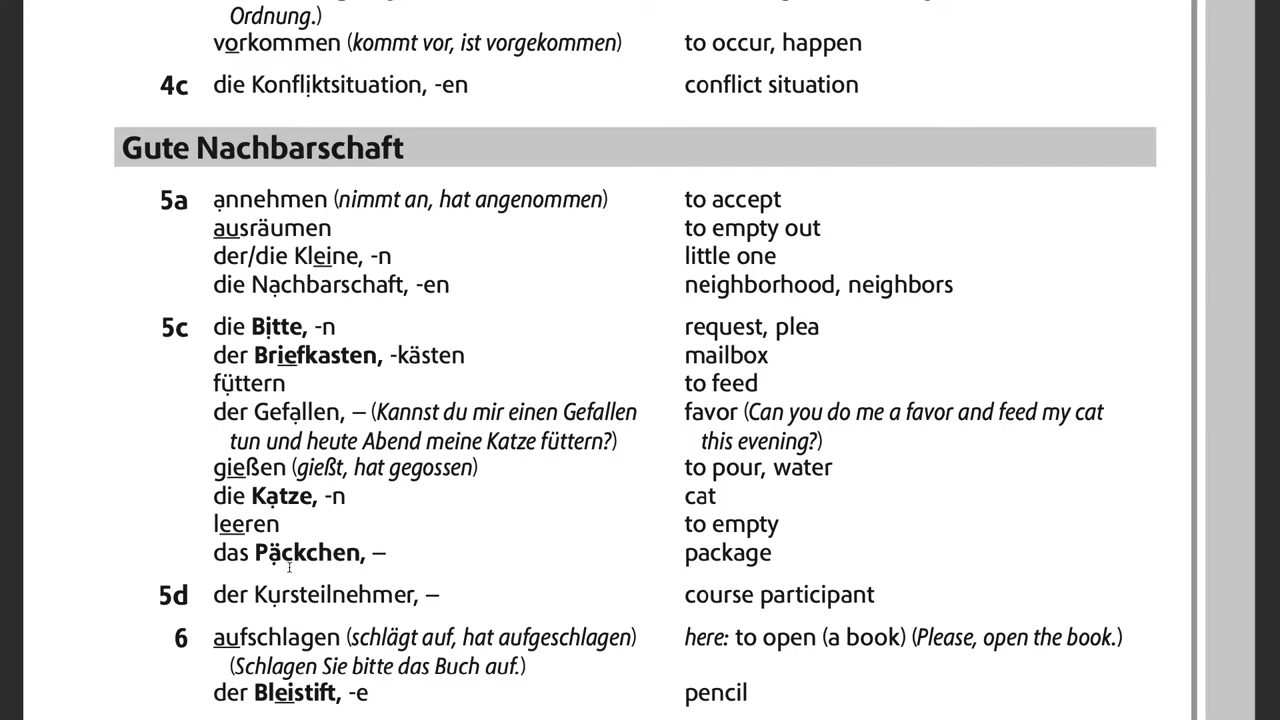 Ordnung.)
vorkommen (kommt vor, ist vorgekommen) to occur, happen
4c die Konfliktsituation, -en conflict situation
Gute Nachbarschaft
5a annehmen (nimmt an, hat angenommen) to accept
ausräumen to empty out
der/die Kleine, -n little one
die Nachbarschaft, -en neighborhood, neighbors
5c die Bitte, -n request, plea
der Briefkasten, -kästen mailbox
füttern to feed
der Gefallen, – (Kannst du mir einen Gefallen favor (Can you do me a favor and feed my cat
tun und heute Abend meine Katze füttern?) this evening?)
gießen (gießt, hat gegossen) to pour, water
die Katze, -n cat
leeren to empty
das Päckchen, – package
5d der Kursteilnehmer, – course participant
6 aufschlagen (schlägt auf, hat aufgeschlagen) here: to open (a book) (Please, open the book.)
(Schlagen Sie bitte das Buch auf.)
der Bleistift, -e pencil